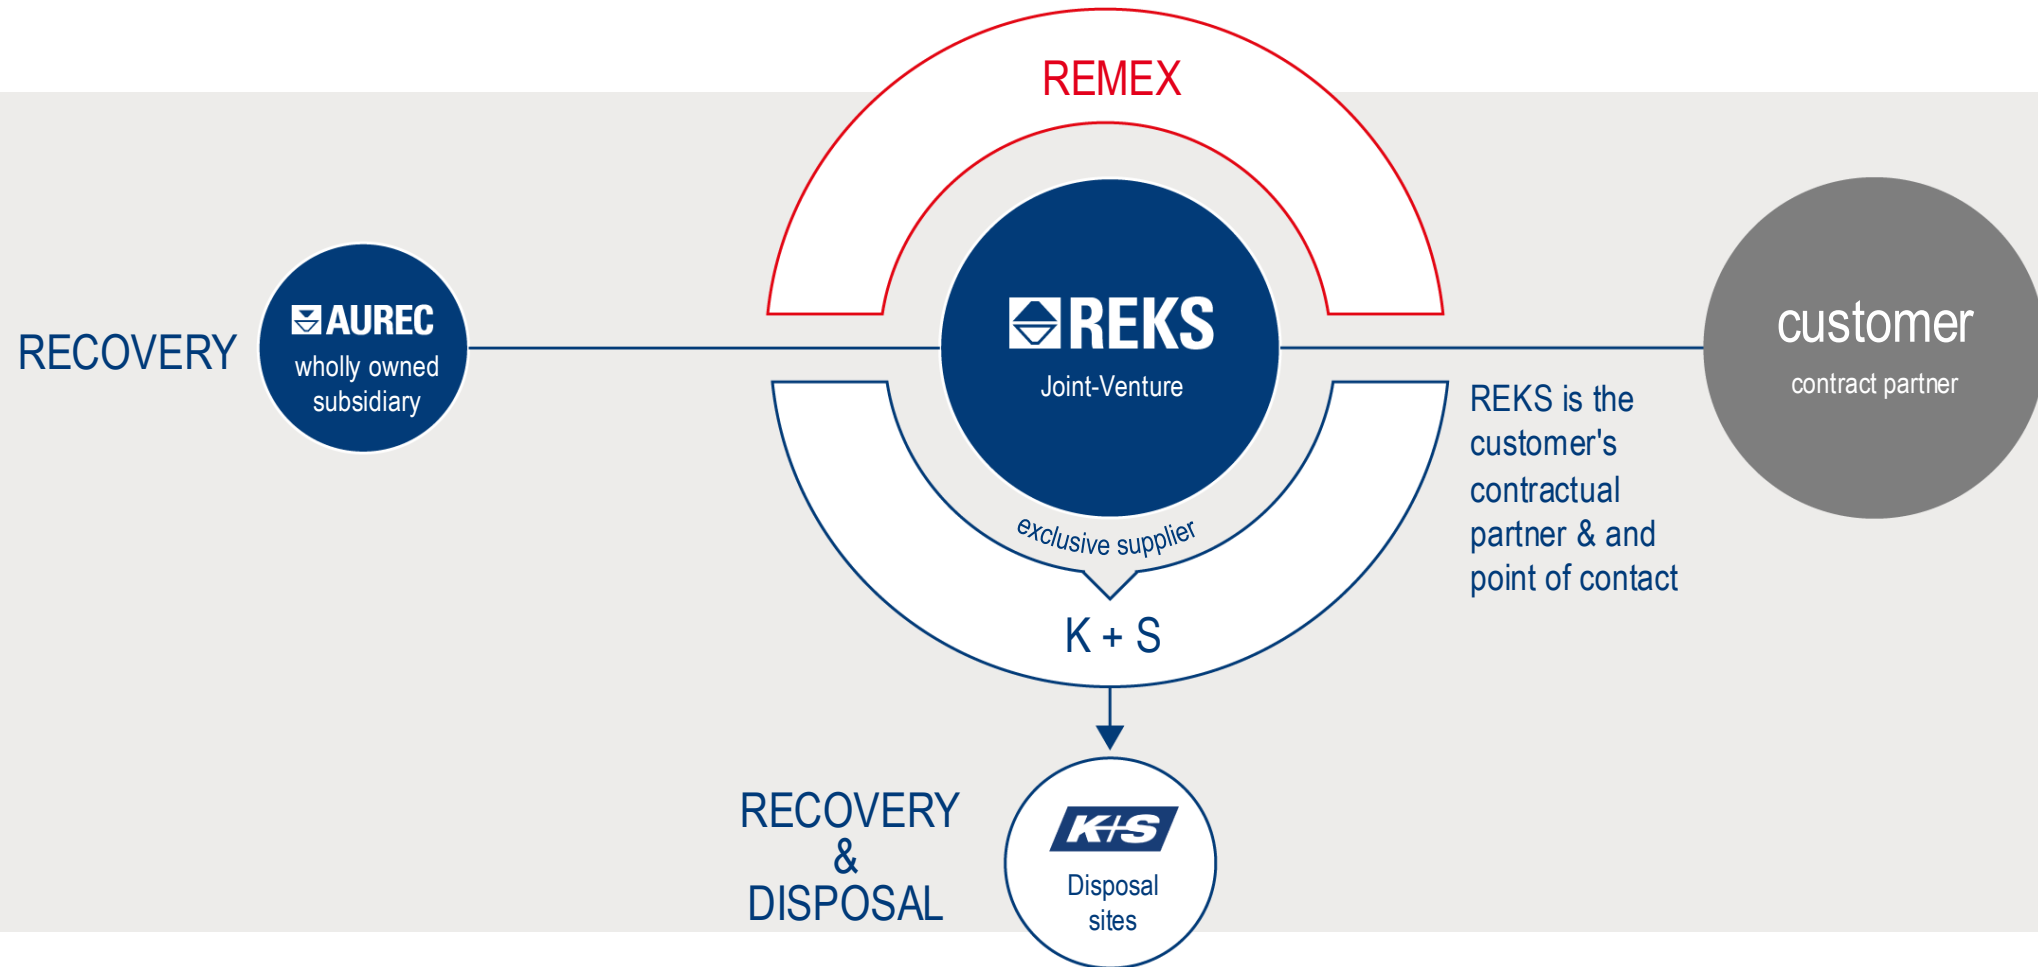 REMEX
RECOVERY
AUREC
wholly owned
subsidiary
REKS
Joint-Venture
customer
contract partner
REKS is the
customer's
contractual
partner & and
point of contact
exclusive supplier
K + S
RECOVERY
&
DISPOSAL
K+S
Disposal
sites